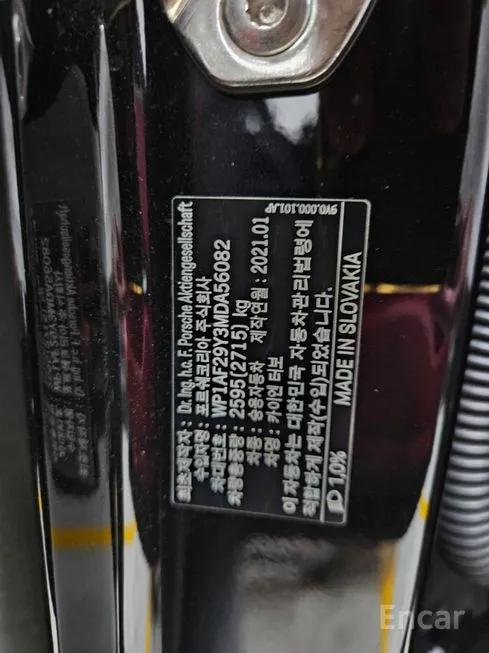 9Y0.000.101.AP
최초제작자 : Dr. Ing. h.c. F. Porsche Aktiengesellschaft
수입자명 : 포르쉐코리아 주식회사
차대번호 : WP1AF29Y3MDA56082
차량총중량 : 2595(2715) kg
차종 : 승용자동차 제작연월 : 2021.01
차명 : 카이엔 터보
이 자동차는 대한민국 자동차관리법령에
적합하게 제작(수입)되었습니다.
MADE IN SLOVAKIA
1,0%
Encar